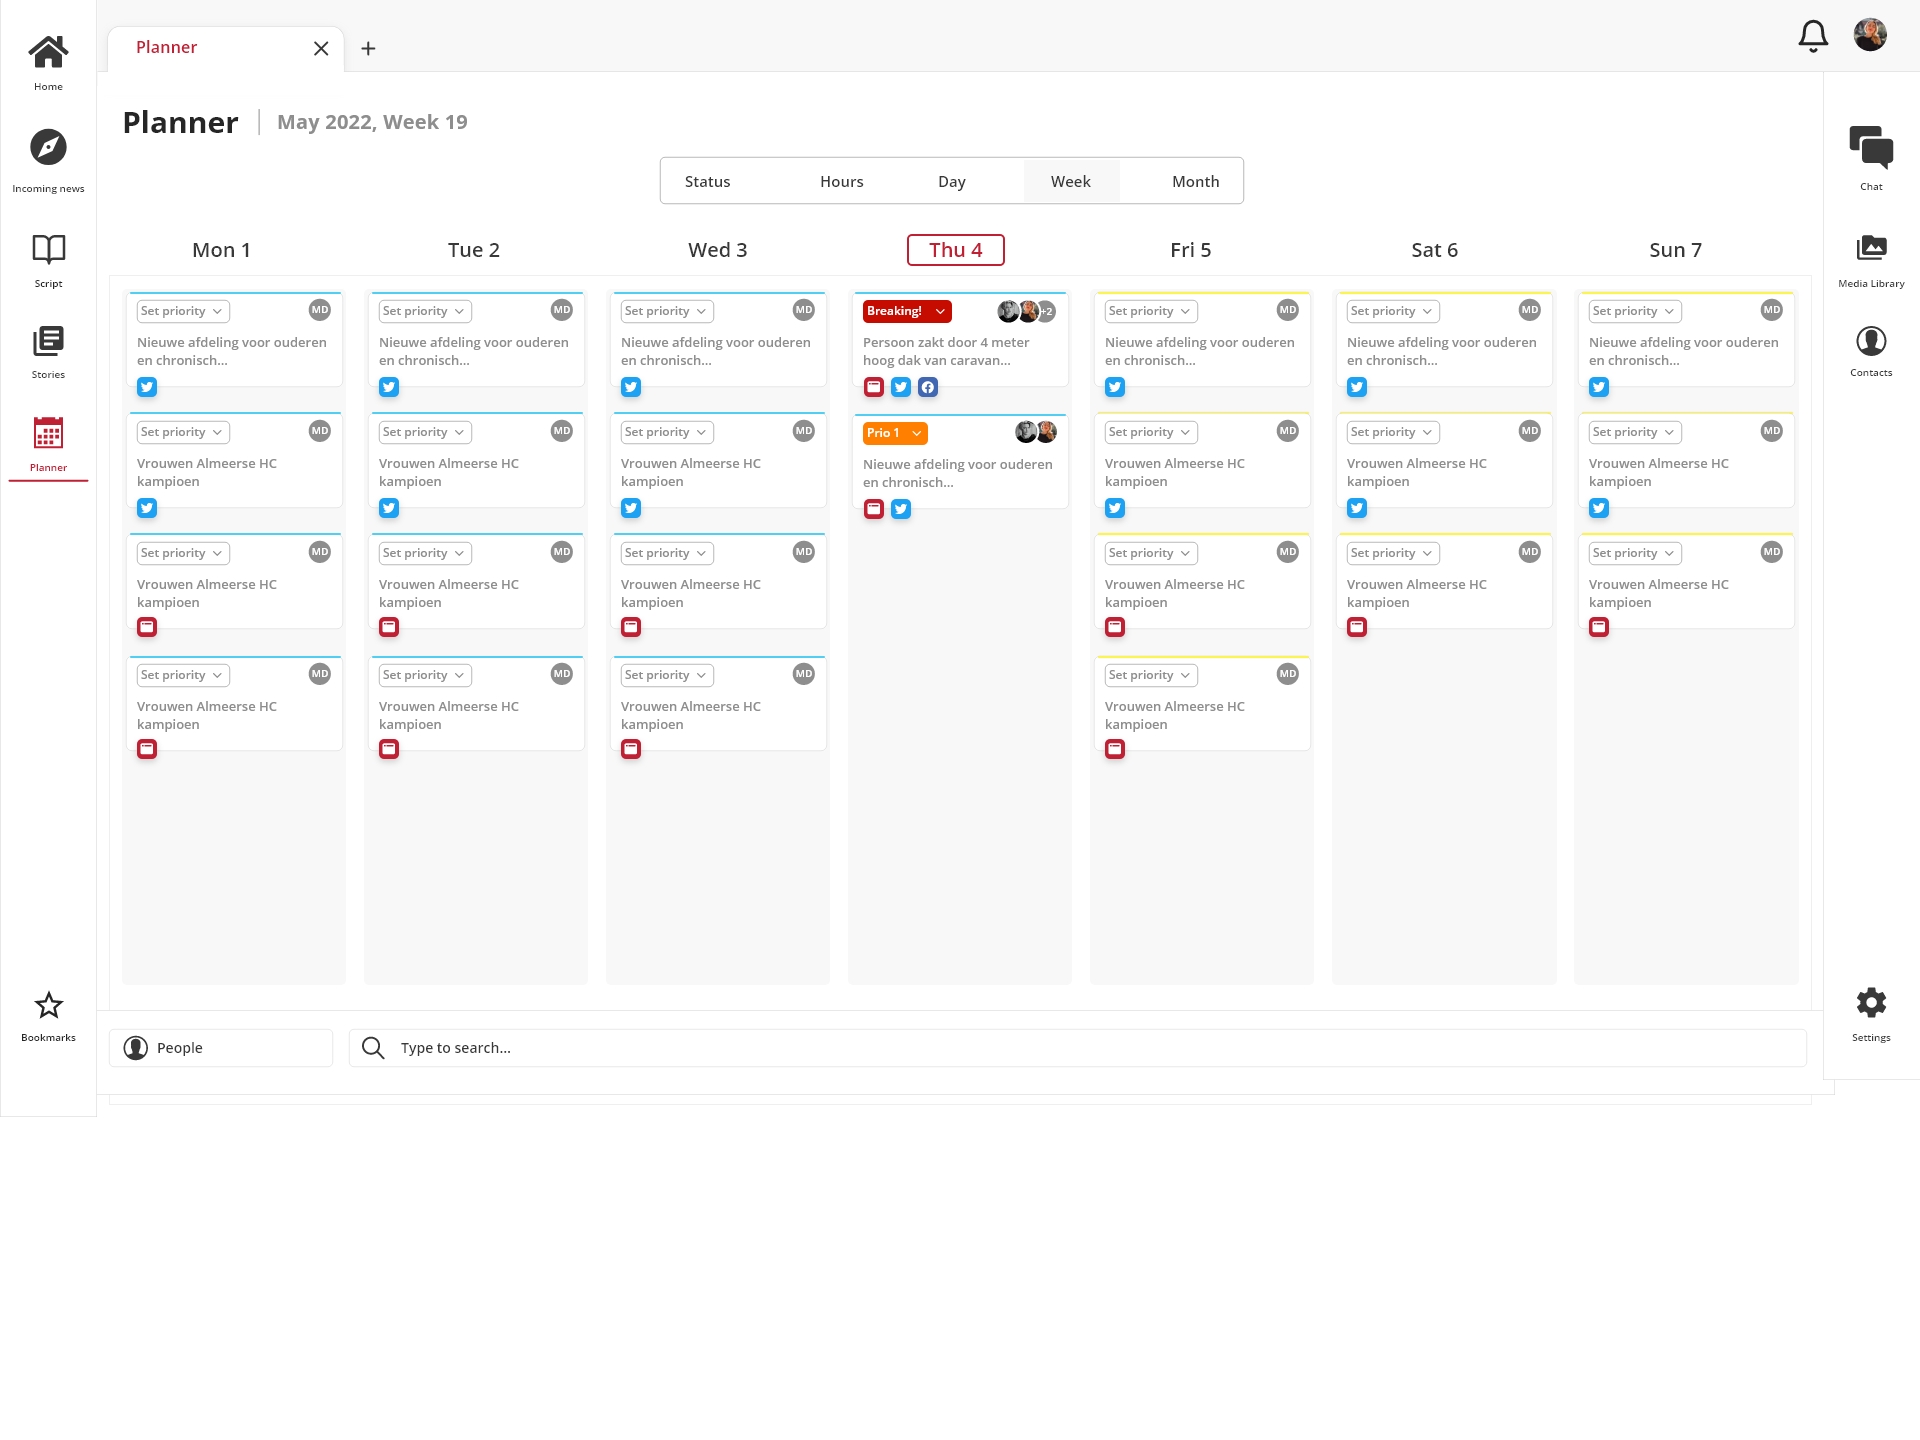 Planner
Home
Incoming news
Script
Stories
Planner
Bookmarks
Planner
May 2022, Week 19
Status
Hours
Day
Week
Month
Mon 1
Tue 2
Wed 3
Thu 4
Fri 5
Sat 6
Sun 7
Set priority
MD
Nieuwe afdeling voor ouderen
en chronisch...
Set priority
MD
Vrouwen Almeerse HC
kampioen
Set priority
MD
Vrouwen Almeerse HC
kampioen
Set priority
MD
Vrouwen Almeerse HC
kampioen
Set priority
MD
Nieuwe afdeling voor ouderen
en chronisch...
Set priority
MD
Vrouwen Almeerse HC
kampioen
Set priority
MD
Vrouwen Almeerse HC
kampioen
Set priority
MD
Vrouwen Almeerse HC
kampioen
Set priority
MD
Nieuwe afdeling voor ouderen
en chronisch...
Set priority
MD
Vrouwen Almeerse HC
kampioen
Set priority
MD
Vrouwen Almeerse HC
kampioen
Set priority
MD
Vrouwen Almeerse HC
kampioen
Breaking!
+2
Persoon zakt door 4 meter
hoog dak van caravan...
Prio 1
Nieuwe afdeling voor ouderen
en chronisch...
Set priority
MD
Nieuwe afdeling voor ouderen
en chronisch...
Set priority
MD
Vrouwen Almeerse HC
kampioen
Set priority
MD
Vrouwen Almeerse HC
kampioen
Set priority
MD
Vrouwen Almeerse HC
kampioen
Set priority
MD
Nieuwe afdeling voor ouderen
en chronisch...
Set priority
MD
Vrouwen Almeerse HC
kampioen
Set priority
MD
Vrouwen Almeerse HC
kampioen
Set priority
MD
Nieuwe afdeling voor ouderen
en chronisch...
Set priority
MD
Vrouwen Almeerse HC
kampioen
Set priority
MD
Vrouwen Almeerse HC
kampioen
People
Type to search...
Chat
Media Library
Contacts
Settings